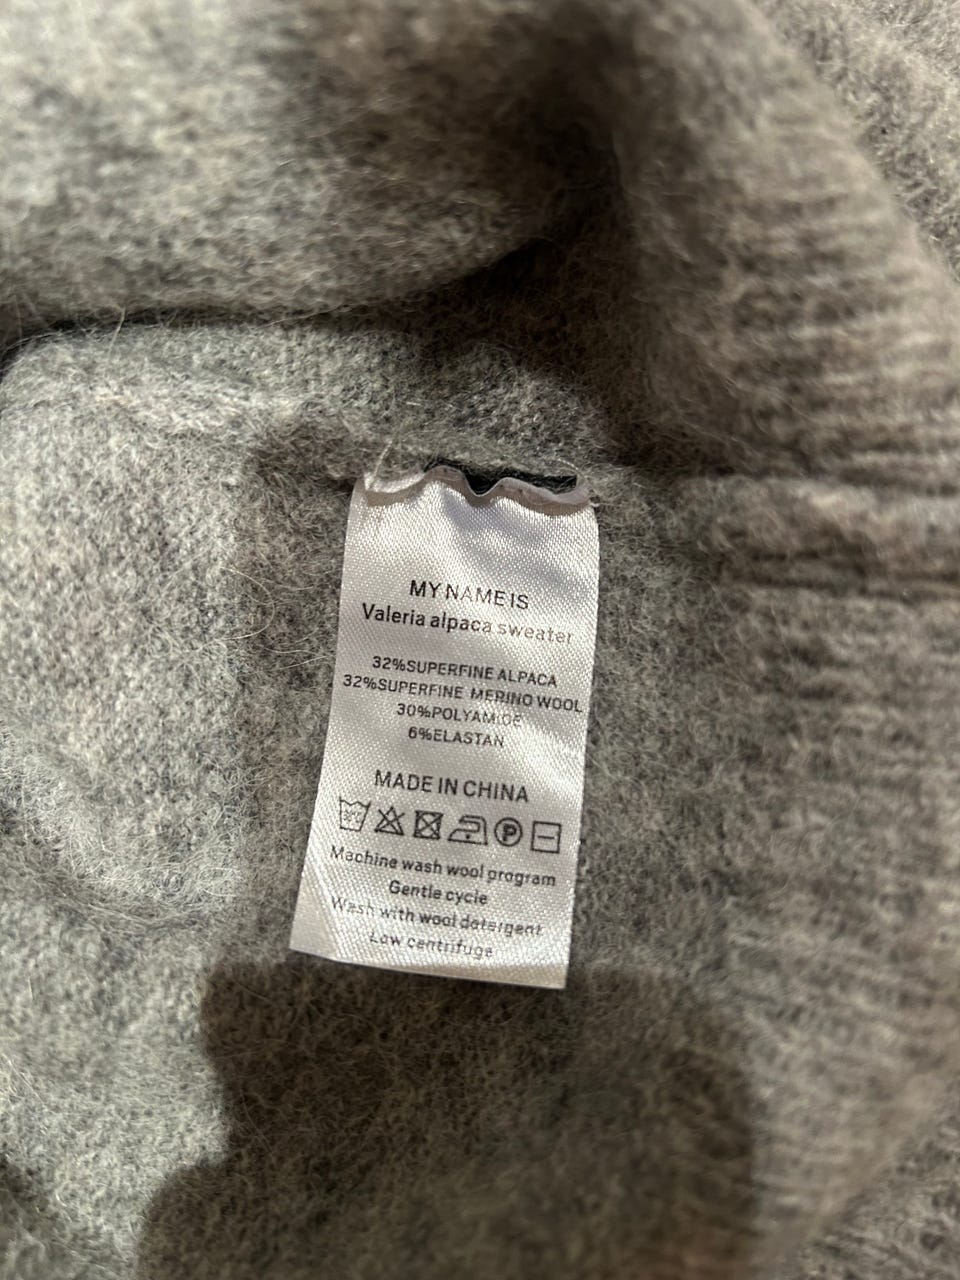 MY NAME IS
Valeria alpaca sweater
32%SUPERFINE ALPACA
32%SUPERFINE MERINO WOOL
30%POLYAMIDE
6%ELASTAN
MADE IN CHINA
P
Machine wash wool program
Gentle cycle
Wash with wool detergent
Low centrifuge